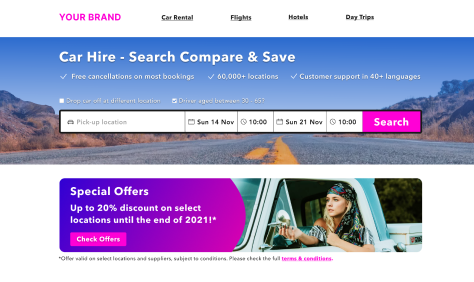 YOUR BRAND
Car Rental
Flights
Hotels
Day Trips
Car Hire - Search Compare & Save
Free cancellations on most bookings
60,000+ locations
Customer support in 40+ languages
Drop car off at different location
Driver aged between 30 - 65?
Pick-up location
Sun 14 Nov
10:00
Sun 21 Nov
10:00
Search
Special Offers
Up to 20% discount on select
locations until the end of 2021!*
Check Offers
*Offer valid on select locations and suppliers, subject to conditions. Please check the full terms & conditions.